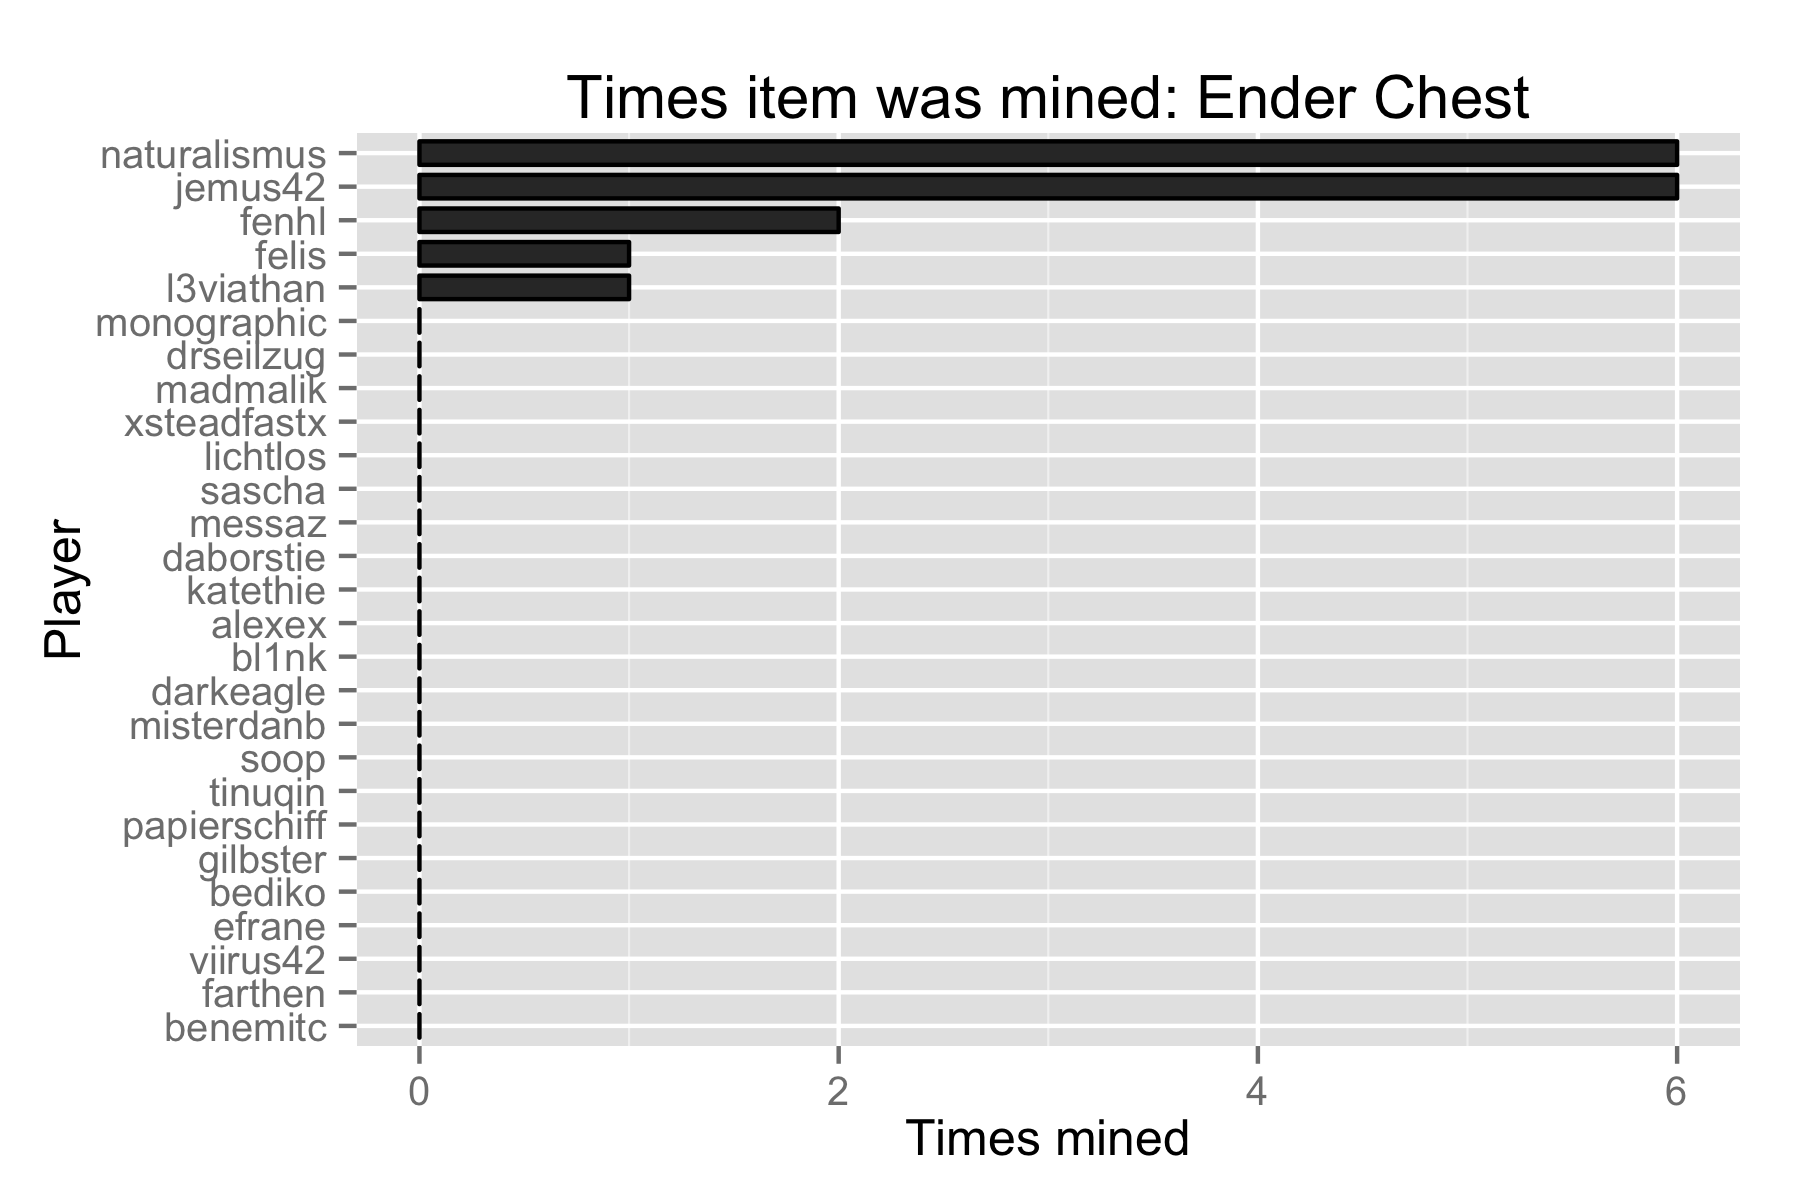 Times item was mined: Ender Chest
naturalismus
jemus42
fenhl
felis
l3viathan
monographic
drseilzug
madmalik
xsteadfastx
lichtlos
sascha
messaz
daborstie
katethie
alexex
bl1nk
darkeagle
misterdanb
soop
tinuqin
papierschiff
gilbster
bediko
efrane
viirus42
farthen
benemitc
Player
0 2 4 6
Times mined